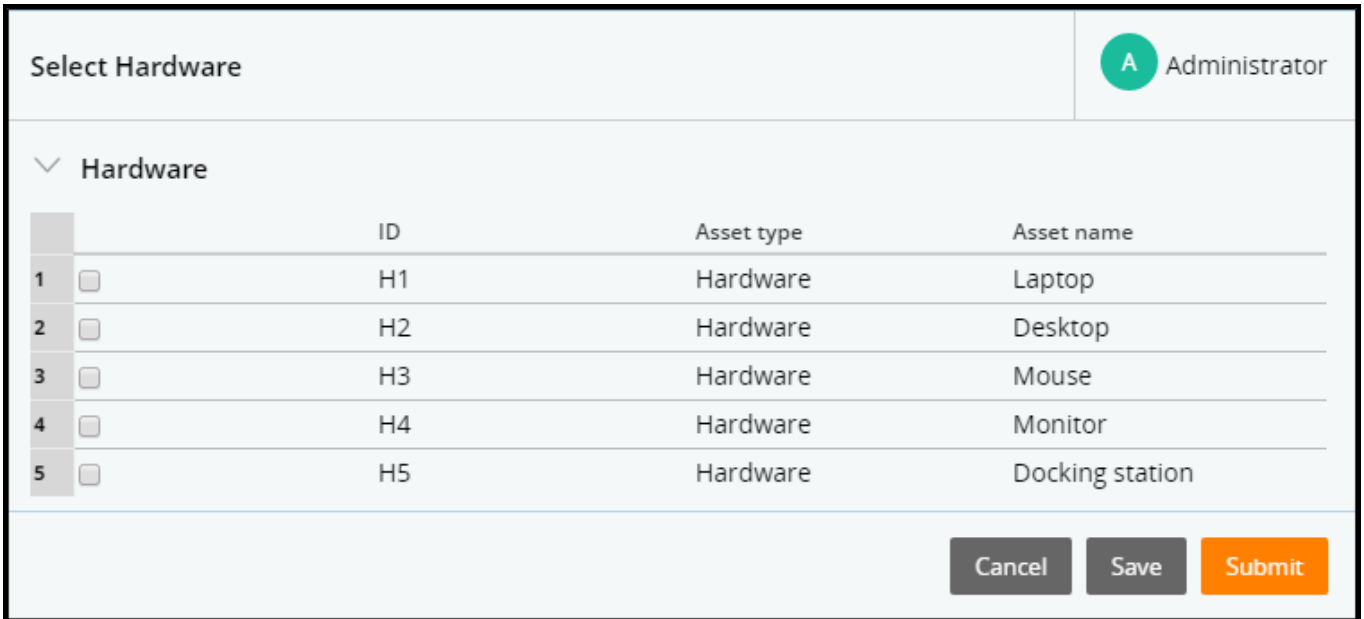 Select Hardware
A Administrator
Hardware
ID Asset type Asset name
1 H1 Hardware Laptop
2 H2 Hardware Desktop
3 H3 Hardware Mouse
4 H4 Hardware Monitor
5 H5 Hardware Docking station
Cancel Save Submit